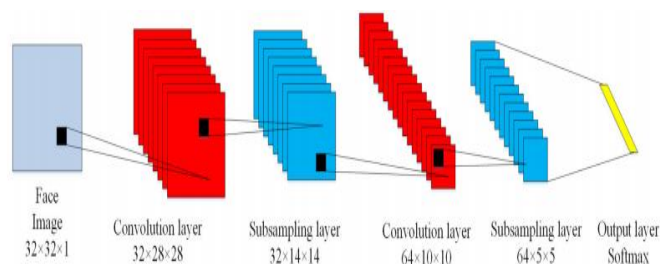 Face
Image
32×32×1
Convolution layer
32×28×28
Subsampling layer
32×14×14
Convolution layer
64×10×10
Subsampling layer
64×5×5
Output layer
Softmax